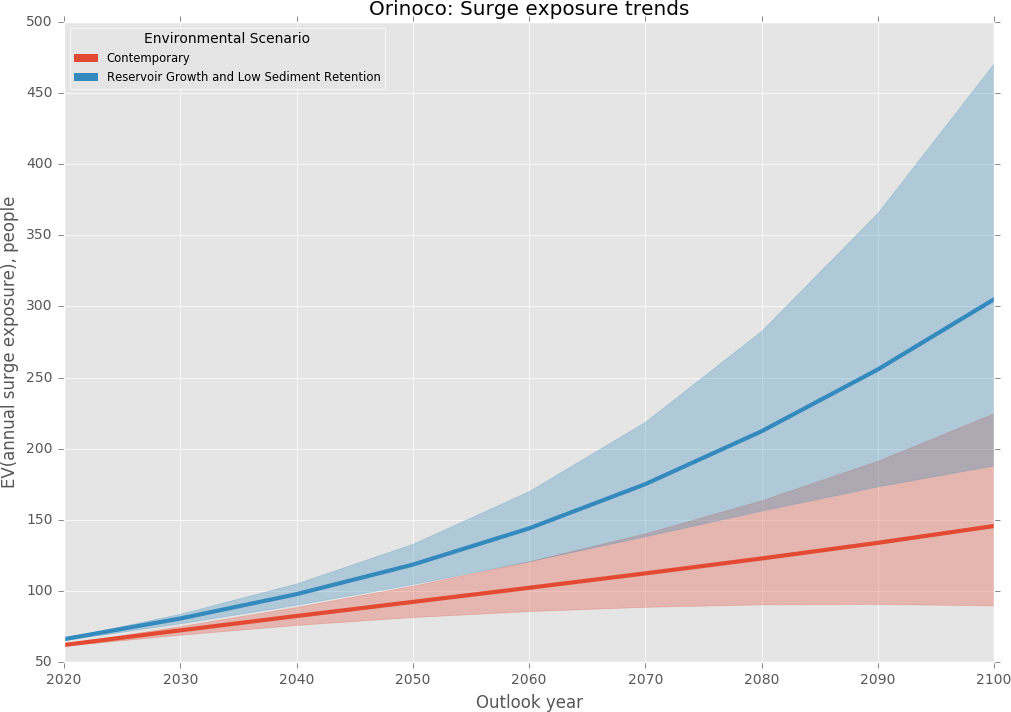 Orinoco: Surge exposure trends
Environmental Scenario
Contemporary
Reservoir Growth and Low Sediment Retention
EV(annual surge exposure), people
500
450
400
350
300
250
200
150
100
50
2020 2030 2040 2050 2060 2070 2080 2090 2100
Outlook year